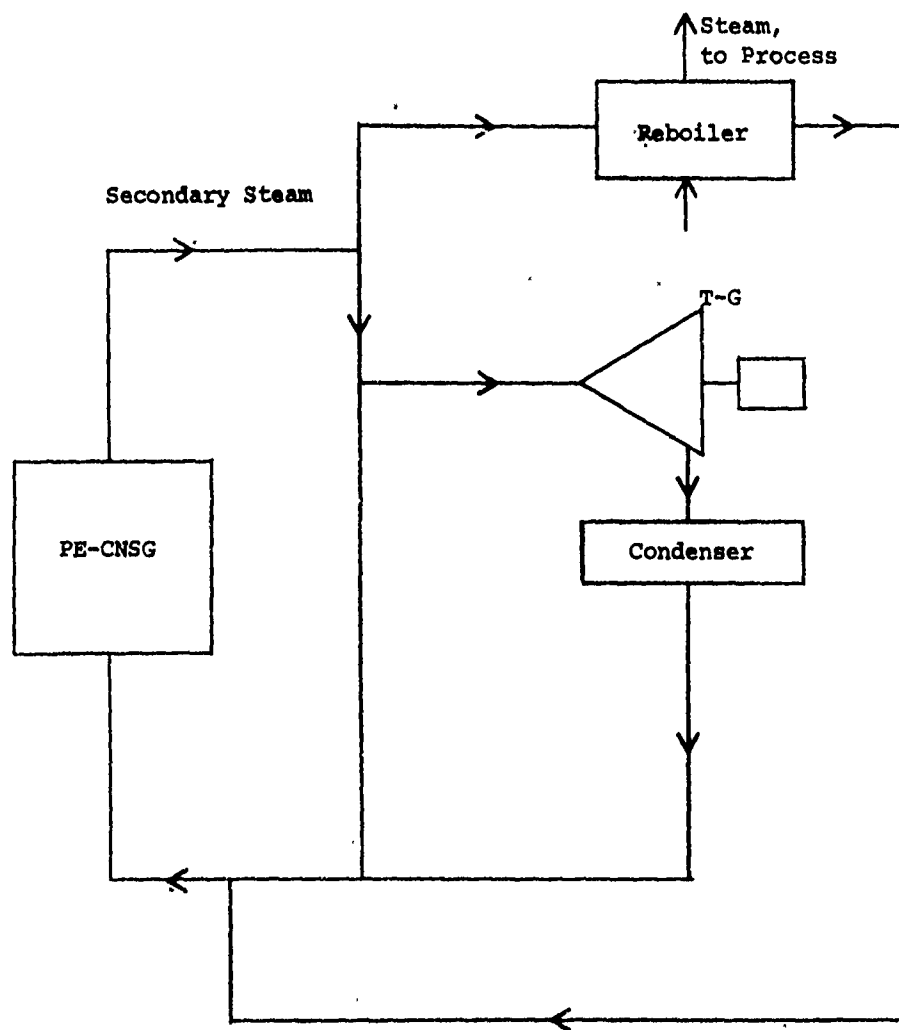 Steam,
to Process
Reboiler
Secondary Steam
T-G
PE-CNSG
Condenser